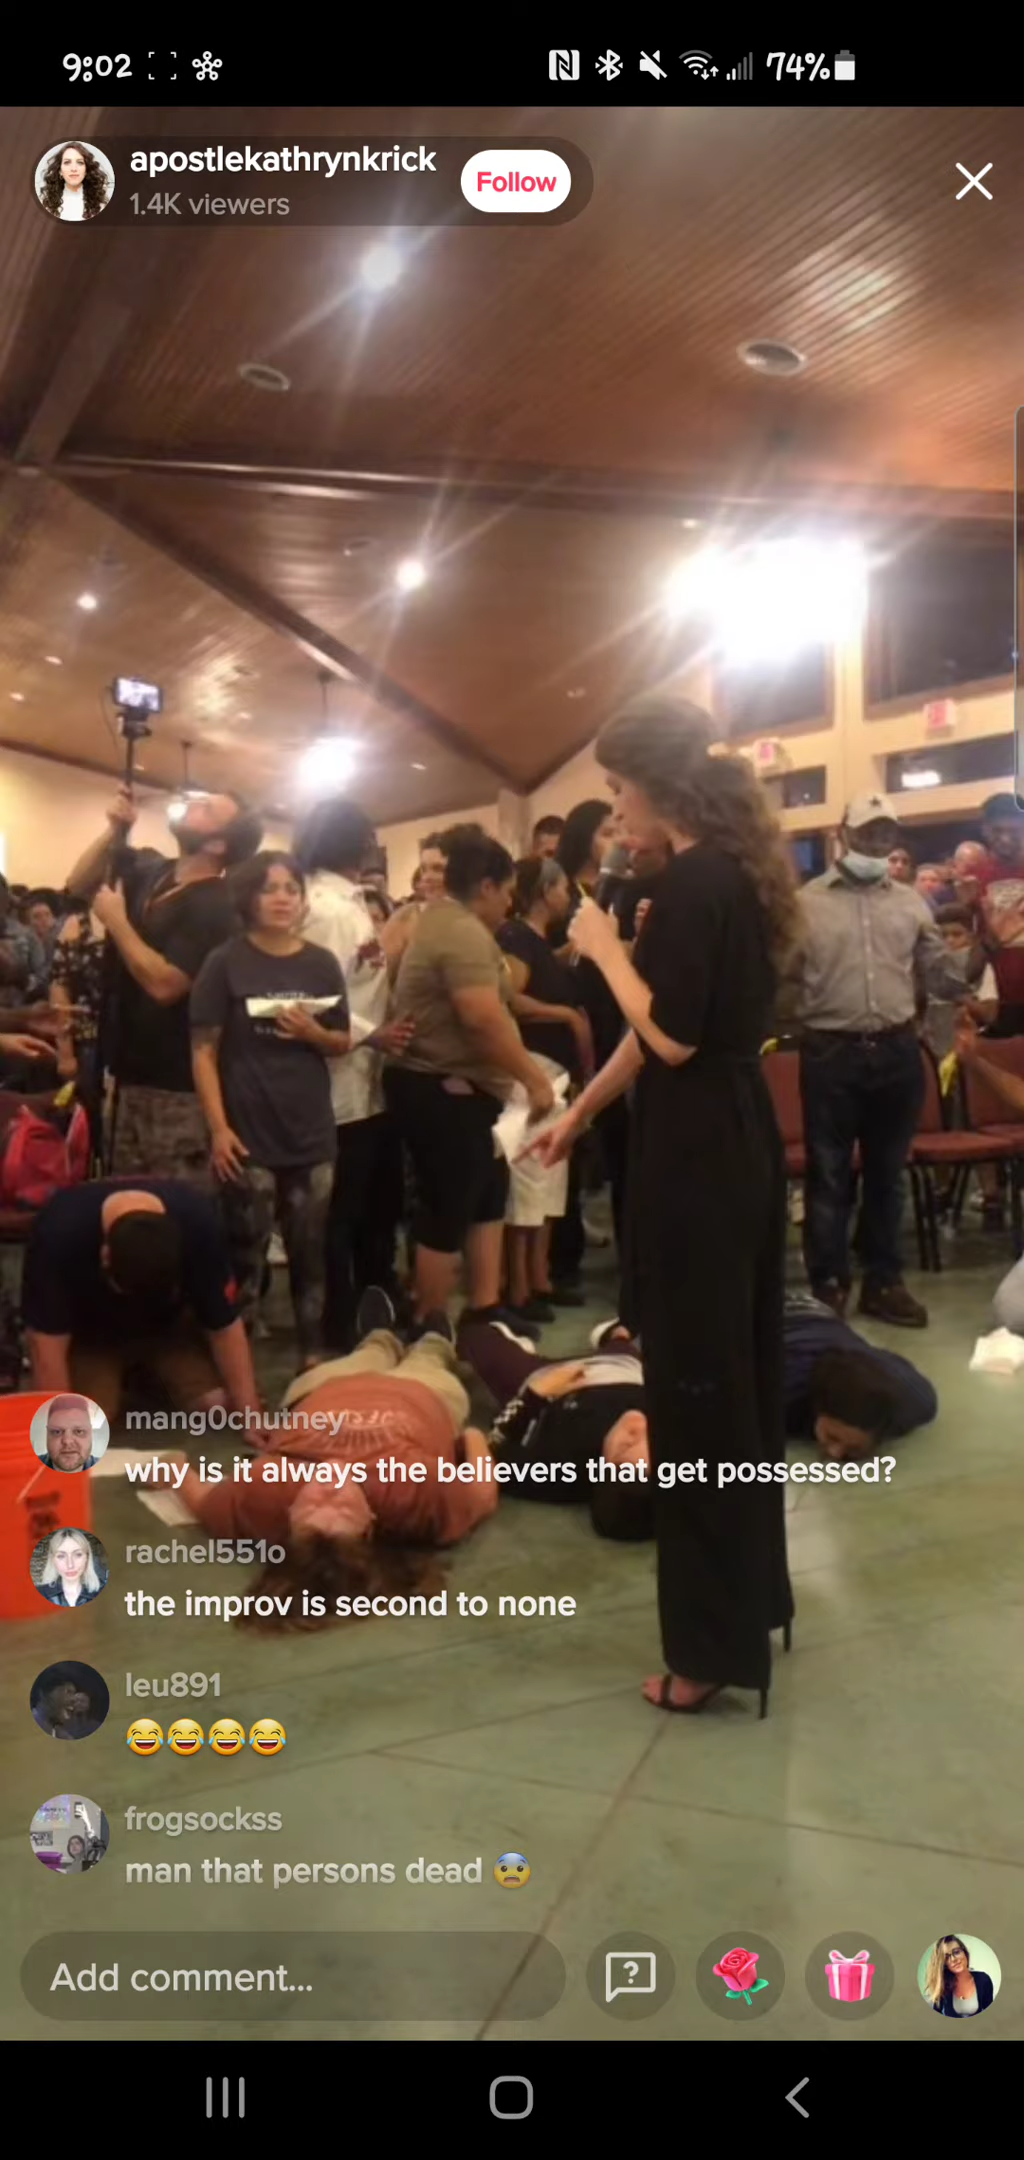 9:02
74%
apostlekathrynkrick
Follow
1.4K viewers
mang0chutney
why is it always the believers that get possessed?
rachel551o
the improv is second to none
leu891
😂😂😂😂
frogsockss
man that persons dead 😨
Add comment...